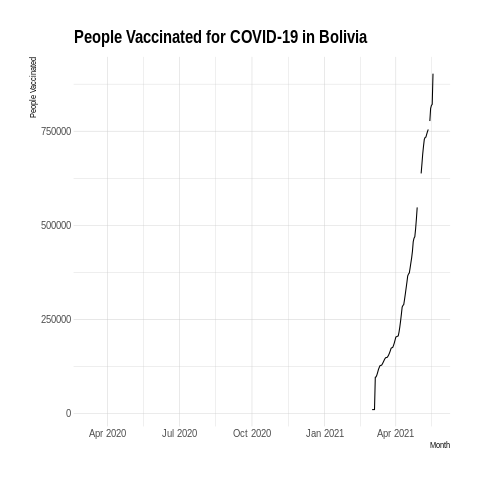 People Vaccinated for COVID-19 in Bolivia
People Vaccinated
750000
500000
250000
0
Apr 2020 Jul 2020 Oct 2020 Jan 2021 Apr 2021
Month